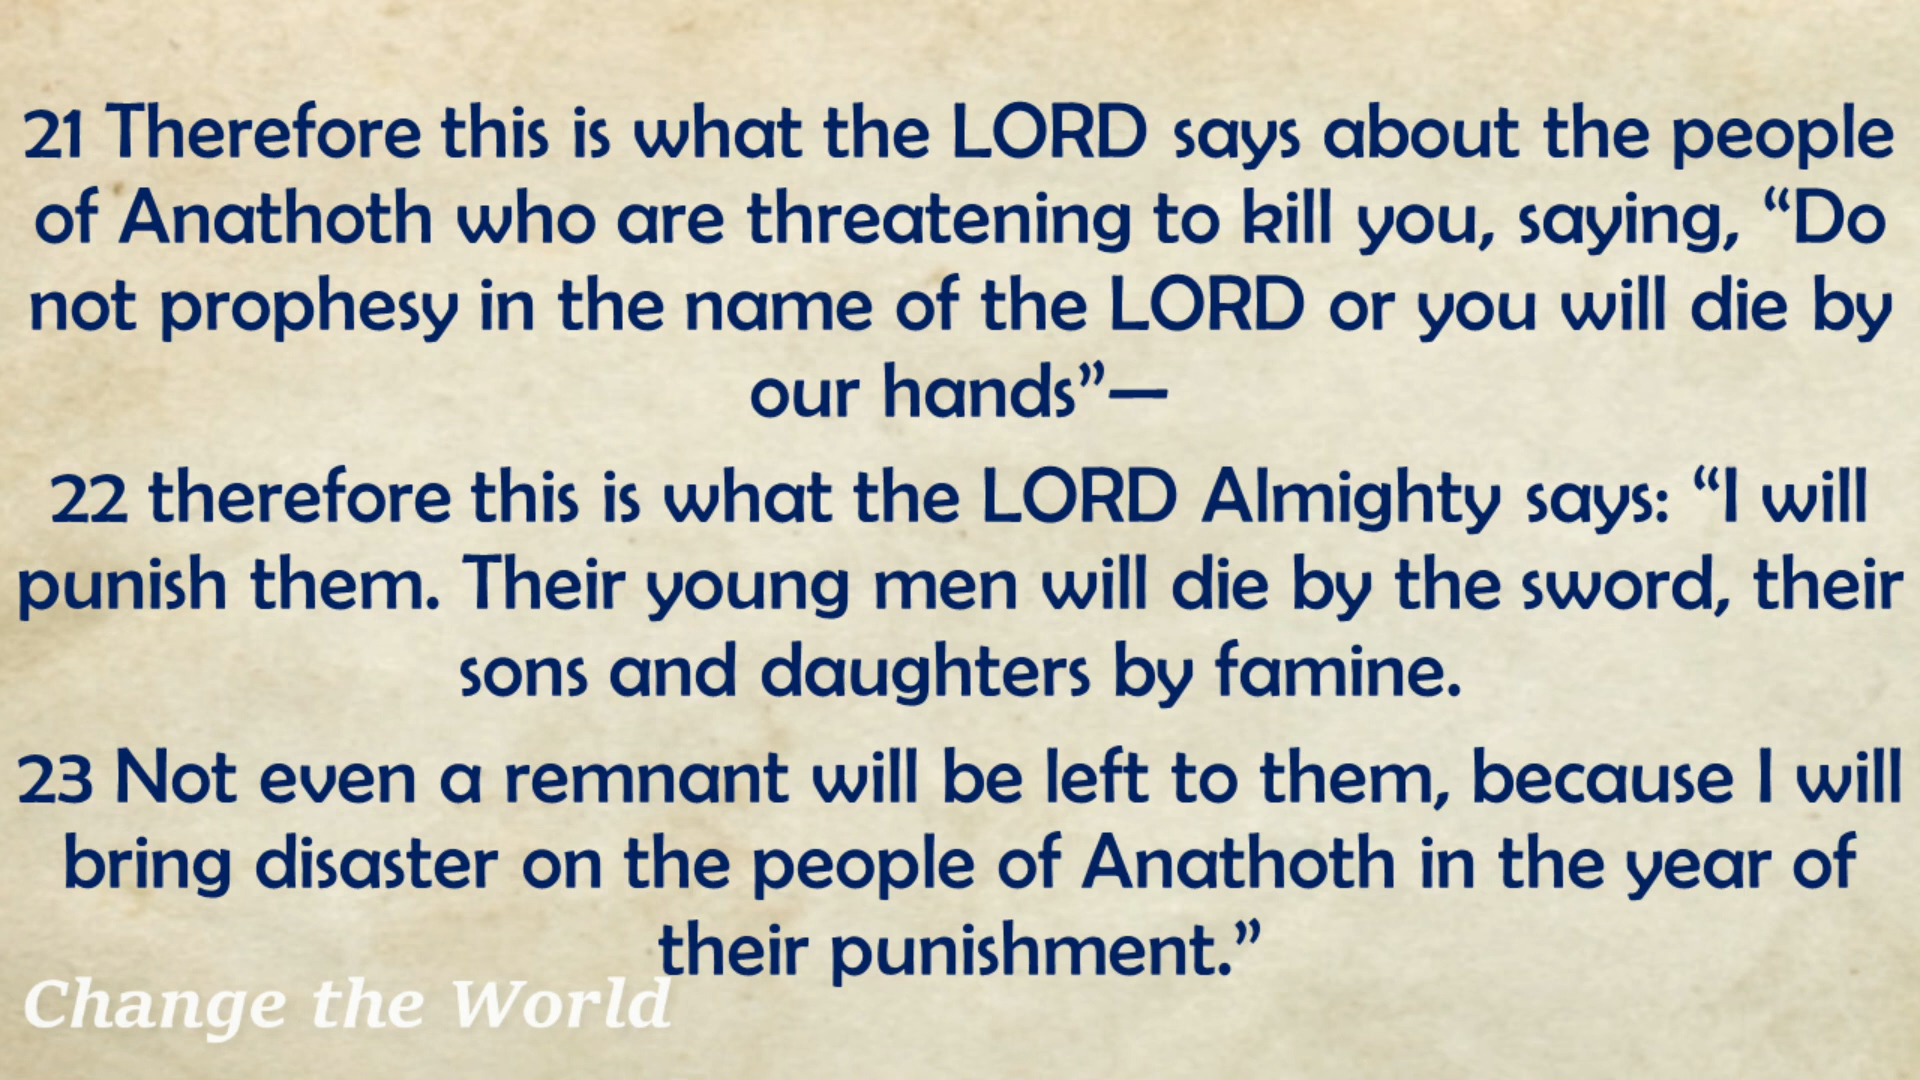 21 Therefore this is what the LORD says about the people
of Anathoth who are threatening to kill you, saying, “Do
not prophesy in the name of the LORD or you will die by
our hands”—
22 therefore this is what the LORD Almighty says: “I will
punish them. Their young men will die by the sword, their
sons and daughters by famine.
23 Not even a remnant will be left to them, because I will
bring disaster on the people of Anathoth in the year of
their punishment.”
Change the World